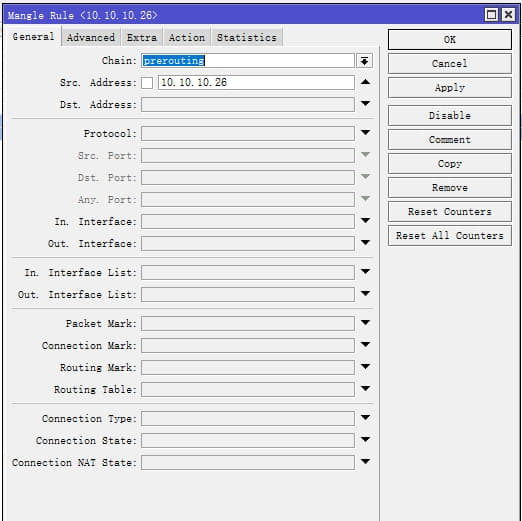 Mangle Rule <10.10.10.26>
General Advanced Extra Action Statistics
Chain: prerouting
Src. Address: 10.10.10.26
Dst. Address:
Protocol:
Src. Port:
Dst. Port:
Any. Port:
In. Interface:
Out. Interface:
In. Interface List:
Out. Interface List:
Packet Mark:
Connection Mark:
Routing Mark:
Routing Table:
Connection Type:
Connection State:
Connection NAT State:
OK
Cancel
Apply
Disable
Comment
Copy
Remove
Reset Counters
Reset All Counters